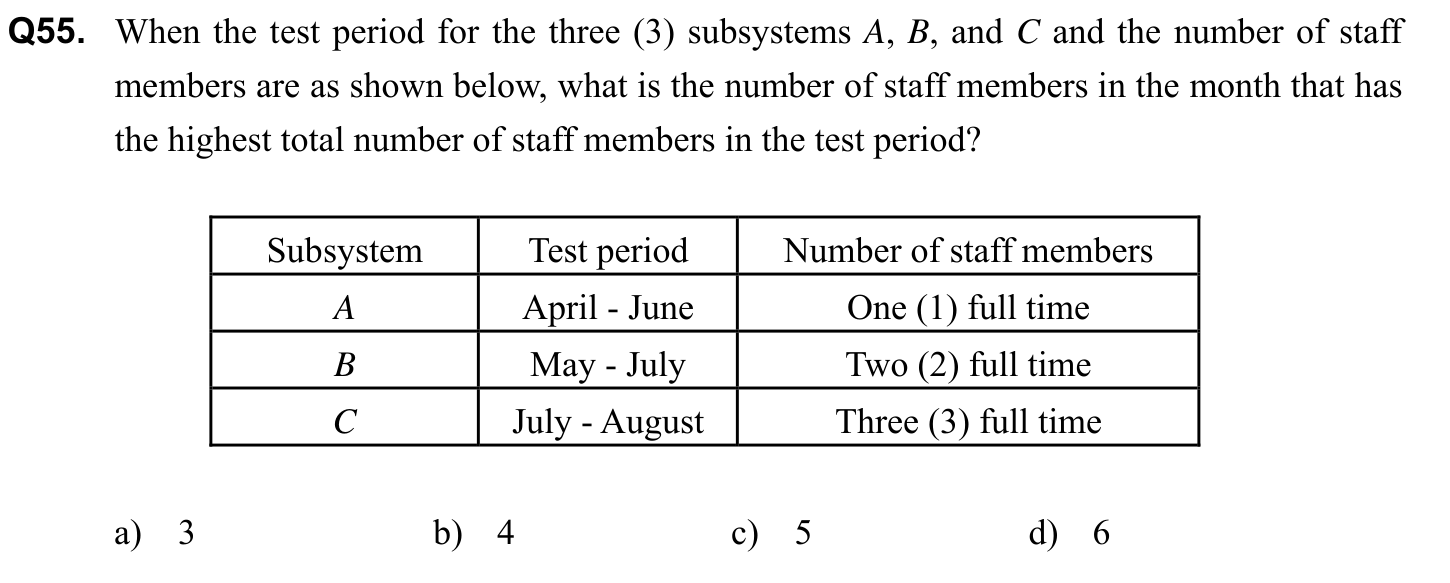 Q55. When the test period for the three (3) subsystems A, B, and C and the number of staff
members are as shown below, what is the number of staff members in the month that has
the highest total number of staff members in the test period?
Subsystem Test period Number of staff members
A April - June One (1) full time
B May - July Two (2) full time
C July - August Three (3) full time
a) 3 b) 4 c) 5 d) 6